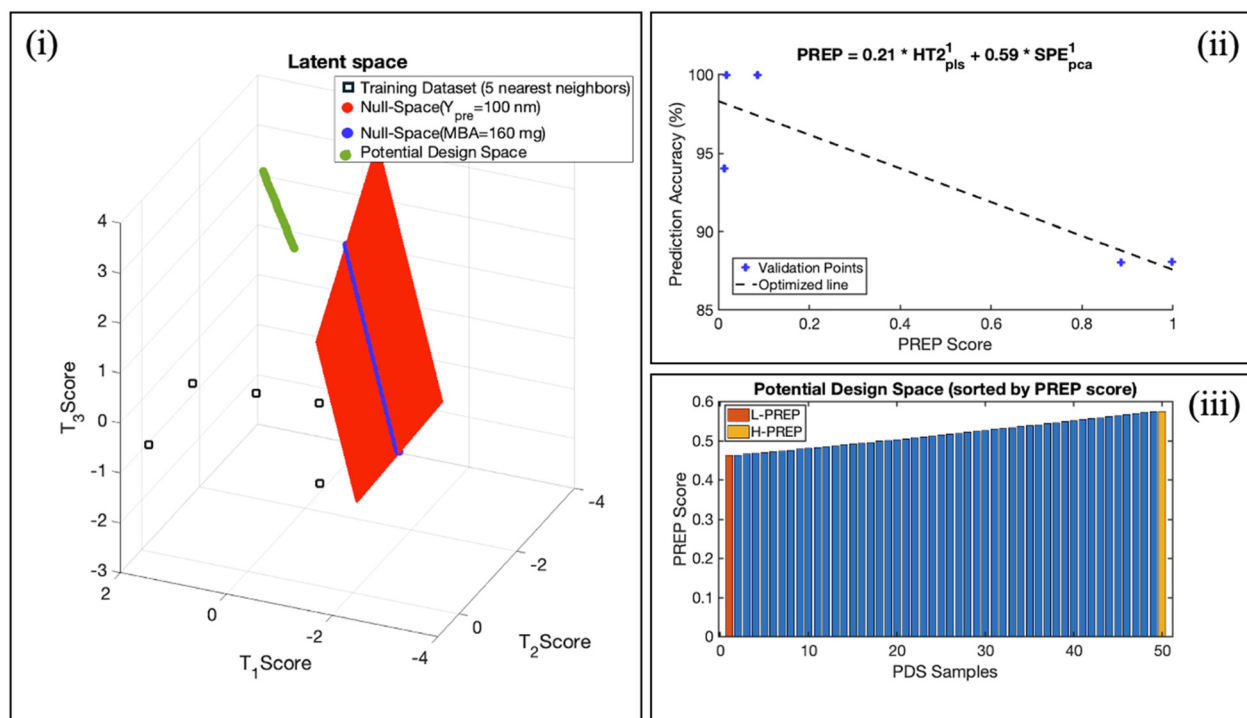 (i)
Latent space
Training Dataset (5 nearest neighbors)
Null-Space(Y_pre=100 nm)
Null-Space(MBA=160 mg)
Potential Design Space
4
3
2
1
0
-1
-2
-3
T_3Score
2
0
-2
-4
T_1Score
0
-2
-4
T_2Score
(ii)
PREP = 0.21 * HT2^1_pls + 0.59 * SPE^1_pca
100
95
90
85
Prediction Accuracy (%)
Validation Points
Optimized line
0 0.2 0.4 0.6 0.8 1
PREP Score
(iii)
Potential Design Space (sorted by PREP score)
L-PREP
H-PREP
0.6
0.5
0.4
0.3
0.2
0.1
0
PREP Score
0 10 20 30 40 50
PDS Samples